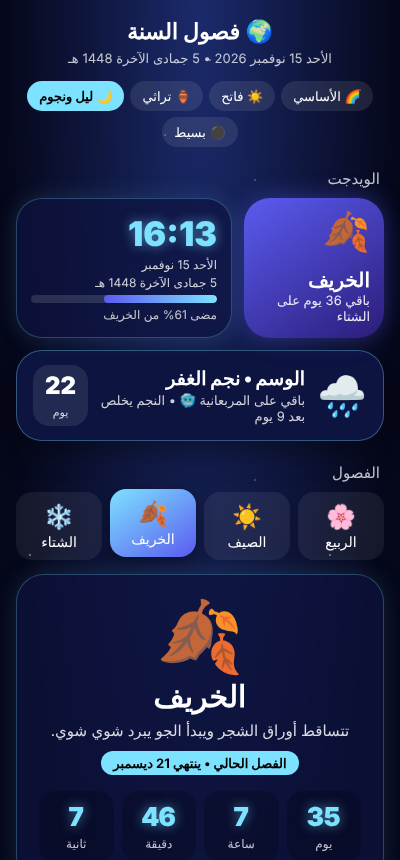 🌍 فصول السنة
الأحد 15 نوفمبر 2026 • 5 جمادى الآخرة 1448 هـ
🌈 الأساسي
☀️ فاتح
🏺 تراثي
🌙 ليل ونجوم
⚫ بسيط
الويدجت
الخريف
باقي 36 يوم على
الشتاء
16:13
الأحد 15 نوفمبر
5 جمادى الآخرة 1448 هـ
مضى 61% من الخريف
الوسم • نجم الغفر
باقي على المربعانية 🥶 • النجم يخلص
بعد 9 يوم
22
يوم
الفصول
الربيع
الصيف
الخريف
الشتاء
الخريف
تتساقط أوراق الشجر ويبدأ الجو يبرد شوي شوي.
الفصل الحالي • ينتهي 21 ديسمبر
35
يوم
7
ساعة
46
دقيقة
7
ثانية